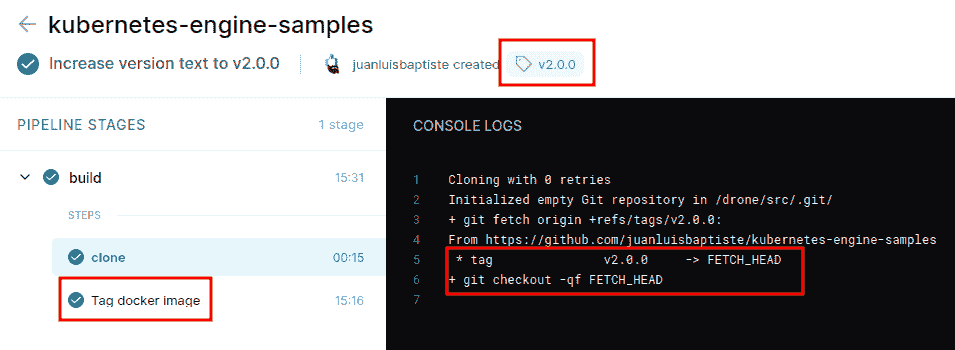 kubernetes-engine-samples
Increase version text to v2.0.0 juanluisbaptiste created v2.0.0
PIPELINE STAGES 1 stage
build 15:31
STEPS
clone 00:15
Tag docker image 15:16
CONSOLE LOGS
1 Cloning with 0 retries
2 Initialized empty Git repository in /drone/src/.git/
3 + git fetch origin +refs/tags/v2.0.0:
4 From https://github.com/juanluisbaptiste/kubernetes-engine-samples
5 * tag v2.0.0 -> FETCH_HEAD
6 + git checkout -qf FETCH_HEAD
7